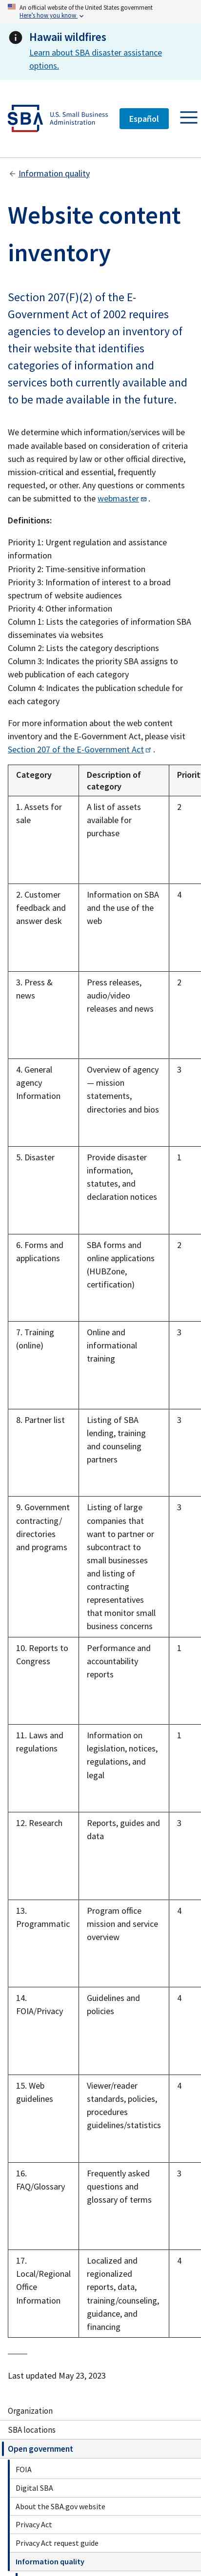 An official website of the United States government
Here's how you know
Hawaii wildfires
Learn about SBA disaster assistance
options.
SBA
U.S. Small Business
Administration
Español
Information quality
Website content
inventory
Section 207(F)(2) of the E-
Government Act of 2002 requires
agencies to develop an inventory of
their website that identifies
categories of information and
services both currently available and
to be made available in the future.
We determine which information/services will be
made available based on consideration of criteria
such as required by law or other official directive,
mission-critical and essential, frequently
requested, or other. Any questions or comments
can be submitted to the webmaster .
Definitions:
Priority 1: Urgent regulation and assistance
information
Priority 2: Time-sensitive information
Priority 3: Information of interest to a broad
spectrum of website audiences
Priority 4: Other information
Column 1: Lists the categories of information SBA
disseminates via websites
Column 2: Lists the category descriptions
Column 3: Indicates the priority SBA assigns to
web publication of each category
Column 4: Indicates the publication schedule for
each category
For more information about the web content
inventory and the E-Government Act, please visit
Section 207 of the E-Government Act .
Category
Description of
category
Priorit
1. Assets for
sale
A list of assets
available for
purchase
2
2. Customer
feedback and
answer desk
Information on SBA
and the use of the
web
4
3. Press &
news
Press releases,
audio/video
releases and news
2
4. General
agency
Information
Overview of agency
— mission
statements,
directories and bios
3
5. Disaster
Provide disaster
information,
statutes, and
declaration notices
1
6. Forms and
applications
SBA forms and
online applications
(HUBZone,
certification)
2
7. Training
(online)
Online and
informational
training
3
8. Partner list
Listing of SBA
lending, training
and counseling
partners
3
9. Government
contracting/
directories
and programs
Listing of large
companies that
want to partner or
subcontract to
small businesses
and listing of
contracting
representatives
that monitor small
business concerns
3
10. Reports to
Congress
Performance and
accountability
reports
1
11. Laws and
regulations
Information on
legislation, notices,
regulations, and
legal
1
12. Research
Reports, guides and
data
3
13.
Programmatic
Program office
mission and service
overview
4
14.
FOIA/Privacy
Guidelines and
policies
4
15. Web
guidelines
Viewer/reader
standards, policies,
procedures
guidelines/statistics
4
16.
FAQ/Glossary
Frequently asked
questions and
glossary of terms
3
17.
Local/Regional
Office
Information
Localized and
regionalized
reports, data,
training/counseling,
guidance, and
financing
4
Last updated May 23, 2023
Organization
SBA locations
Open government
FOIA
Digital SBA
About the SBA.gov website
Privacy Act
Privacy Act request guide
Information quality